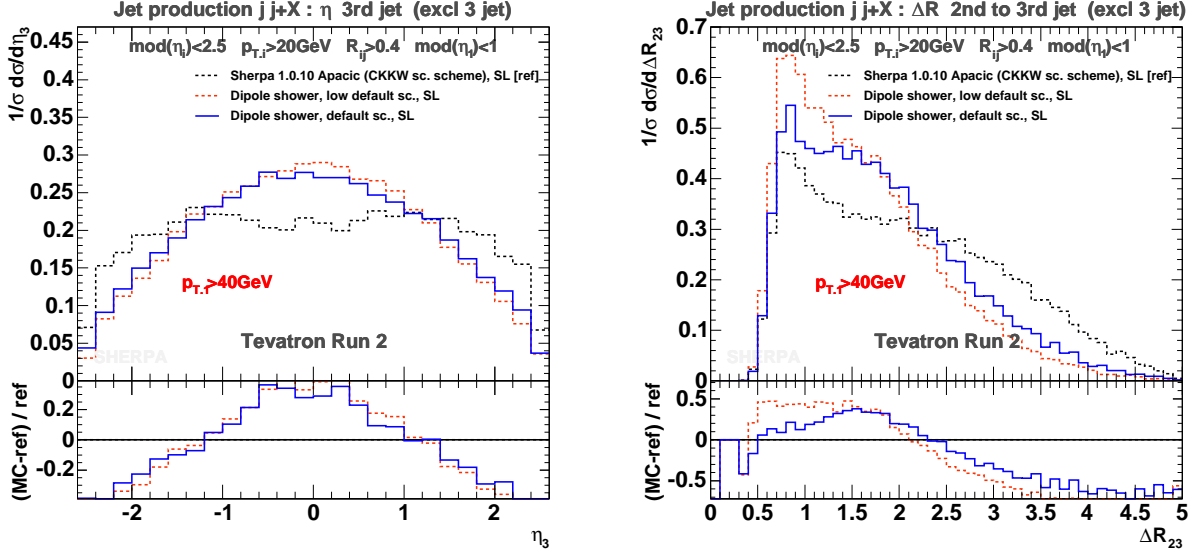 Jet production j j+X : η 3rd jet (excl 3 jet)
mod(ηⱼ)<2.5 p_T,i>20GeV R_ij>0.4 mod(η₁)<1
Sherpa 1.0.10 Apacic (CKKW sc. scheme), SL [ref]
Dipole shower, low default sc., SL
Dipole shower, default sc., SL
1/σ dσ/dη₃
0.45
0.4
0.35
0.3
0.25
0.2
0.15
0.1
0.05
0
p_T,1>40GeV
Tevatron Run 2
SHERPA
(MC-ref) / ref
0.2
0
-0.2
-2 -1 0 1 2
η₃
Jet production j j+X : ΔR 2nd to 3rd jet (excl 3 jet)
mod(ηⱼ)<2.5 p_T,i>20GeV R_ij>0.4 mod(η₁)<1
Sherpa 1.0.10 Apacic (CKKW sc. scheme), SL [ref]
Dipole shower, low default sc., SL
Dipole shower, default sc., SL
1/σ dσ/dΔR₂₃
0.7
0.6
0.5
0.4
0.3
0.2
0.1
0
p_T,1>40GeV
Tevatron Run 2
SHERPA
(MC-ref) / ref
0.5
0
-0.5
0 0.5 1 1.5 2 2.5 3 3.5 4 4.5 5
ΔR₂₃